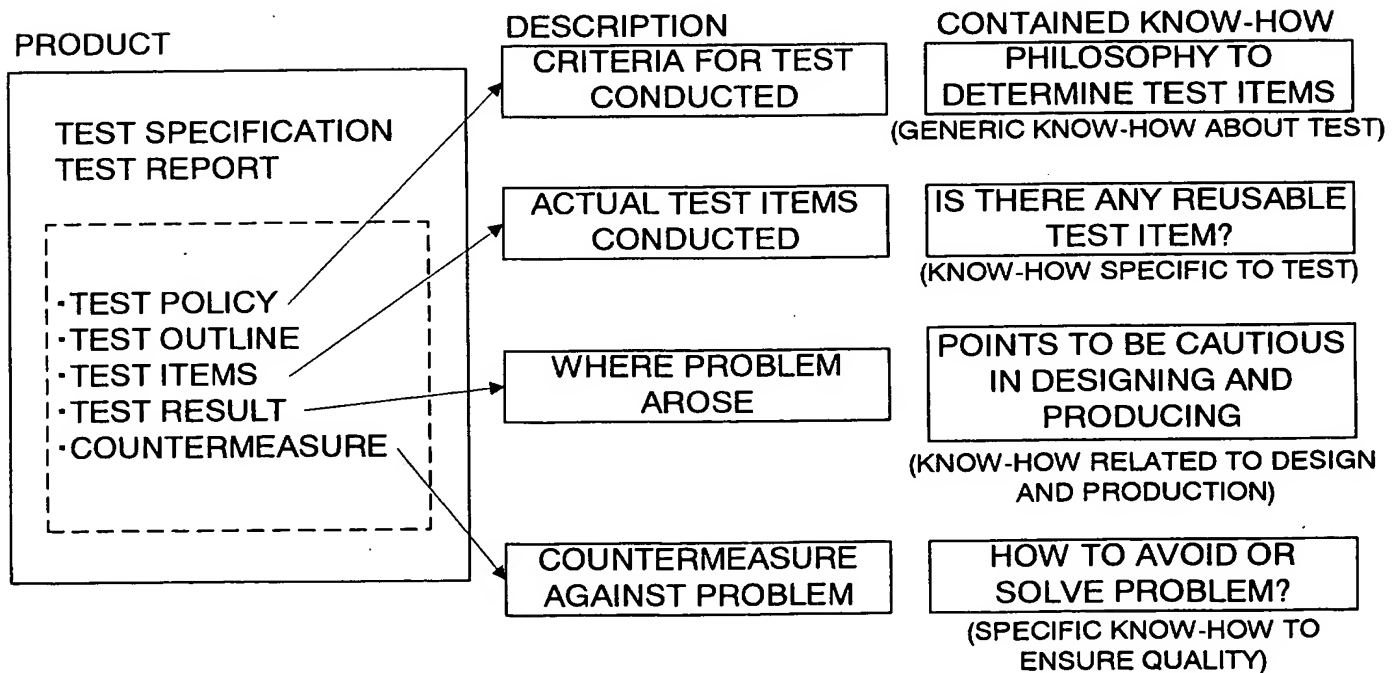 PRODUCT
TEST SPECIFICATION
TEST REPORT
・TEST POLICY
・TEST OUTLINE
・TEST ITEMS
・TEST RESULT
・COUNTERMEASURE
DESCRIPTION
CRITERIA FOR TEST
CONDUCTED
ACTUAL TEST ITEMS
CONDUCTED
WHERE PROBLEM
AROSE
COUNTERMEASURE
AGAINST PROBLEM
CONTAINED KNOW-HOW
PHILOSOPHY TO
DETERMINE TEST ITEMS
(GENERIC KNOW-HOW ABOUT TEST)
IS THERE ANY REUSABLE
TEST ITEM?
(KNOW-HOW SPECIFIC TO TEST)
POINTS TO BE CAUTIOUS
IN DESIGNING AND
PRODUCING
(KNOW-HOW RELATED TO DESIGN
AND PRODUCTION)
HOW TO AVOID OR
SOLVE PROBLEM?
(SPECIFIC KNOW-HOW TO
ENSURE QUALITY)